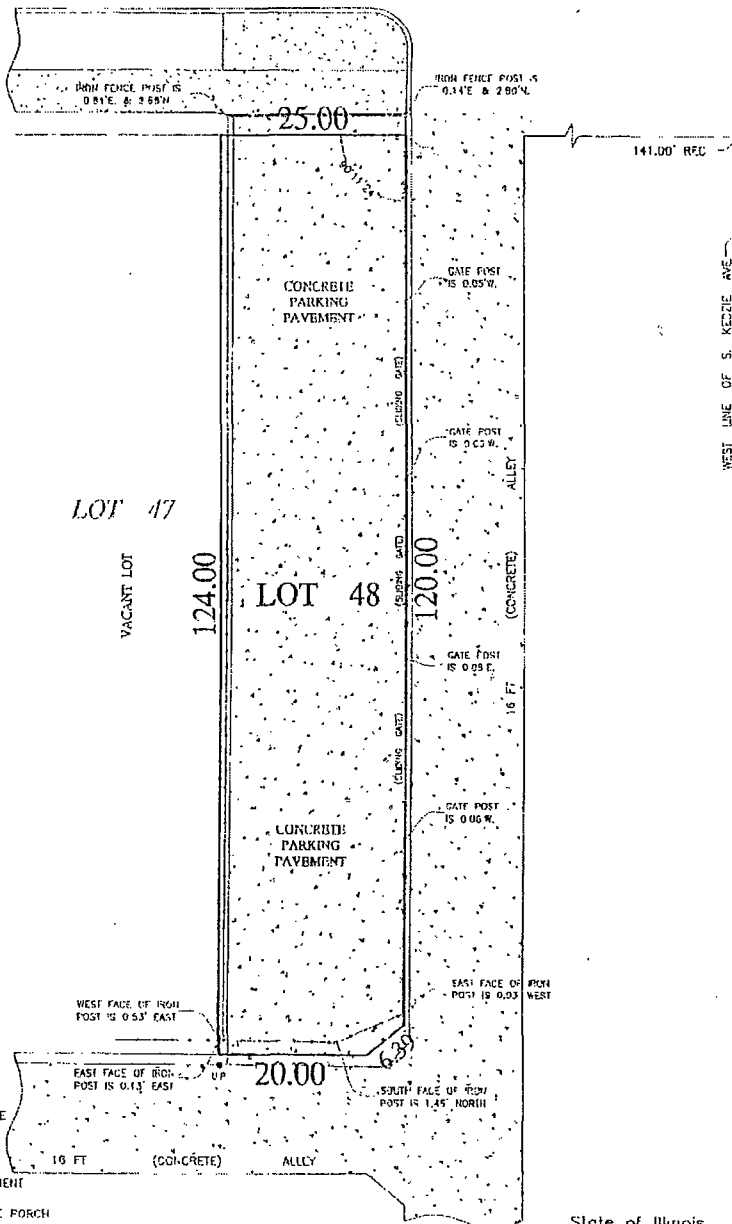 IRON FENCE POST IS
0.81'E. & 2.68'N
IRON FENCE POST IS
0.14'E & 2.90'N.
25.00
141.00' REC
90°11'24"
WEST LINE OF S. KEDZIE AVE
CONCRETE
PARKING
PAVEMENT
GATE POST
IS 0.05'W.
(SLIDING GATE)
GATE POST
IS 0.03'W.
ALLEY
LOT 47
VACANT LOT
124.00
LOT 48
(SLIDING GATE)
120.00
(CONCRETE)
GATE POST
IS 0.09'E.
16 FT
(SLIDING GATE)
GATE POST
IS 0.06'W.
CONCRETE
PARKING
PAVEMENT
WEST FACE OF IRON
POST IS 0.53' EAST
EAST FACE OF IRON
POST IS 0.93' WEST
6.39
EAST FACE OF IRON
POST IS 0.13' EAST
U.P
20.00
SOUTH FACE OF IRON
POST IS 1.45' NORTH
16 FT (CONCRETE) ALLEY
PORCH
State of Illinois